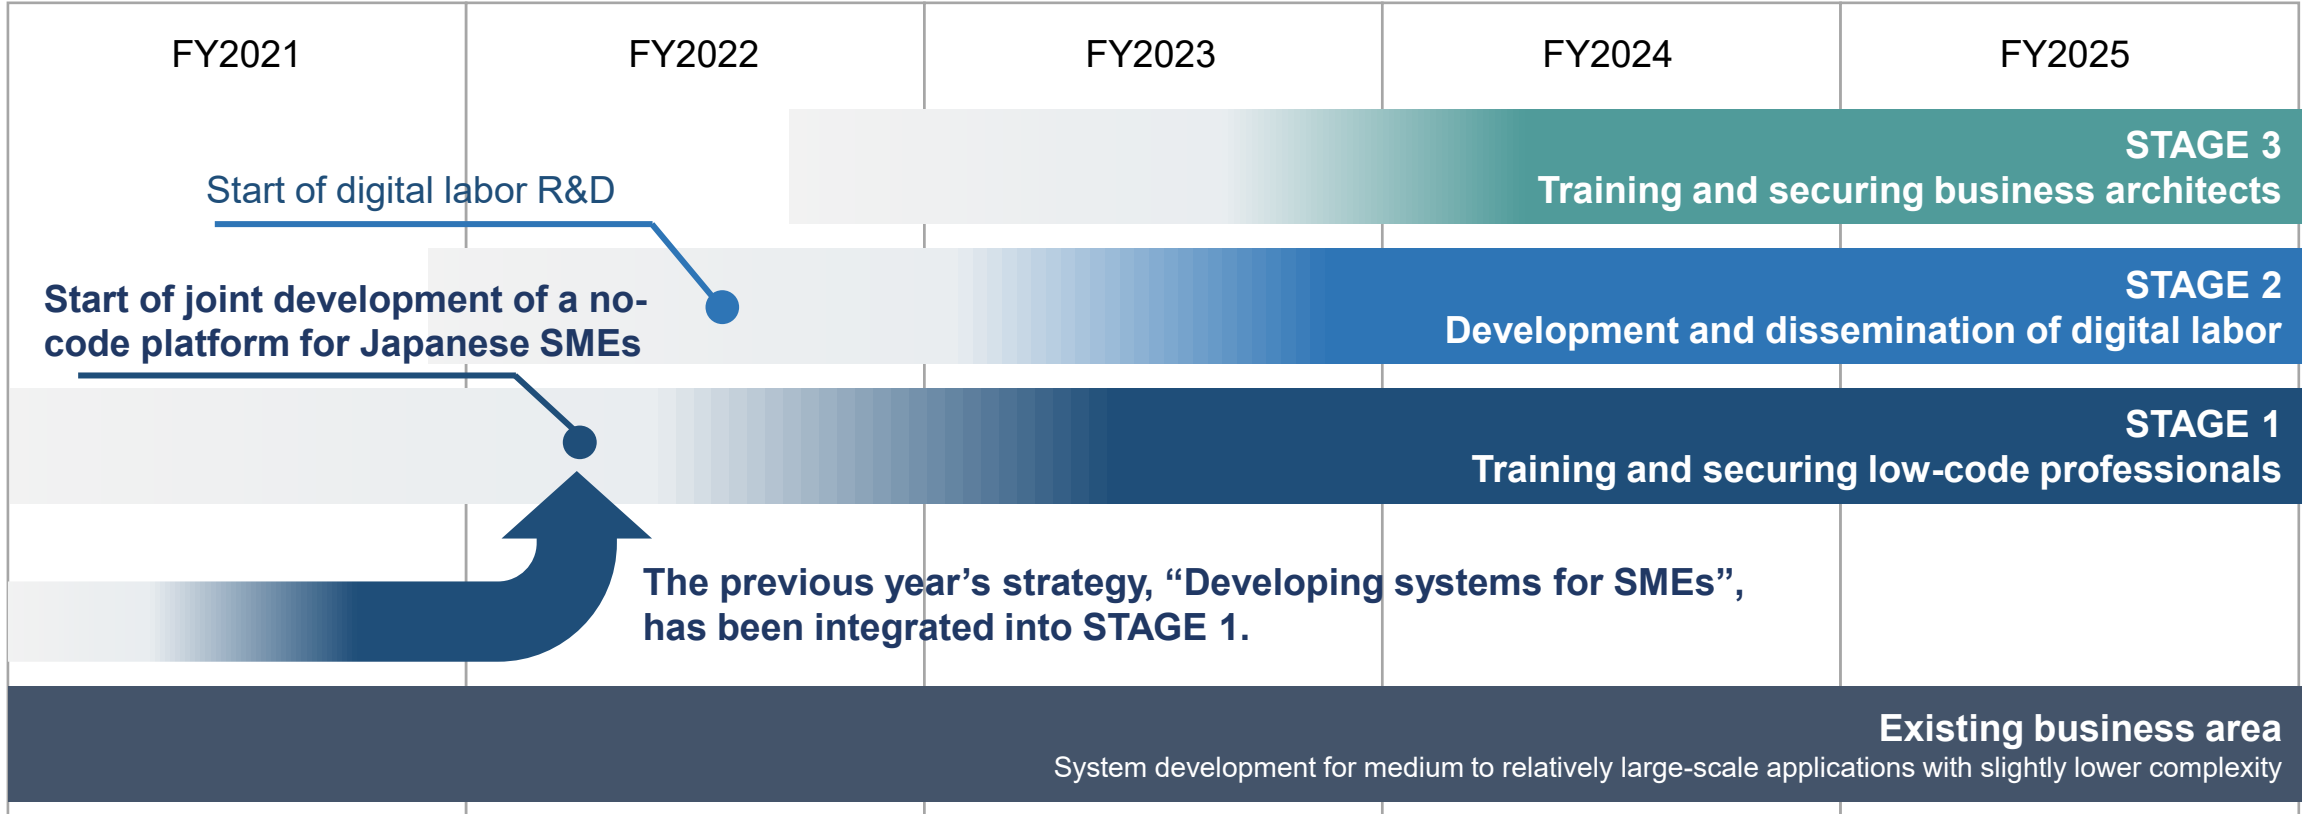 FY2021
FY2022
FY2023
FY2024
FY2025
STAGE 3
Training and securing business architects
Start of digital labor R&D
STAGE 2
Development and dissemination of digital labor
Start of joint development of a no-
code platform for Japanese SMEs
STAGE 1
Training and securing low-code professionals
The previous year’s strategy, “Developing systems for SMEs”,
has been integrated into STAGE 1.
Existing business area
System development for medium to relatively large-scale applications with slightly lower complexity